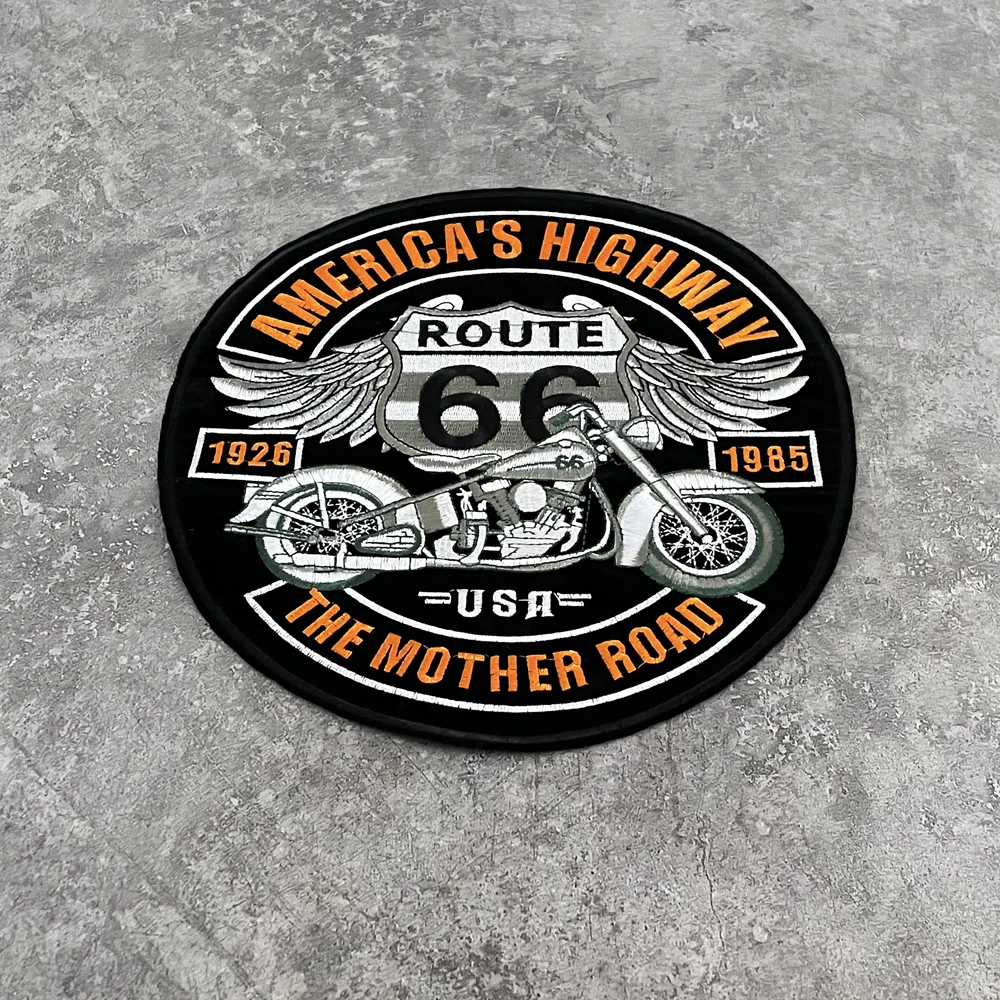 AMERICA'S HIGHWAY
ROUTE
66
1926
1985
66
USA
THE MOTHER ROAD